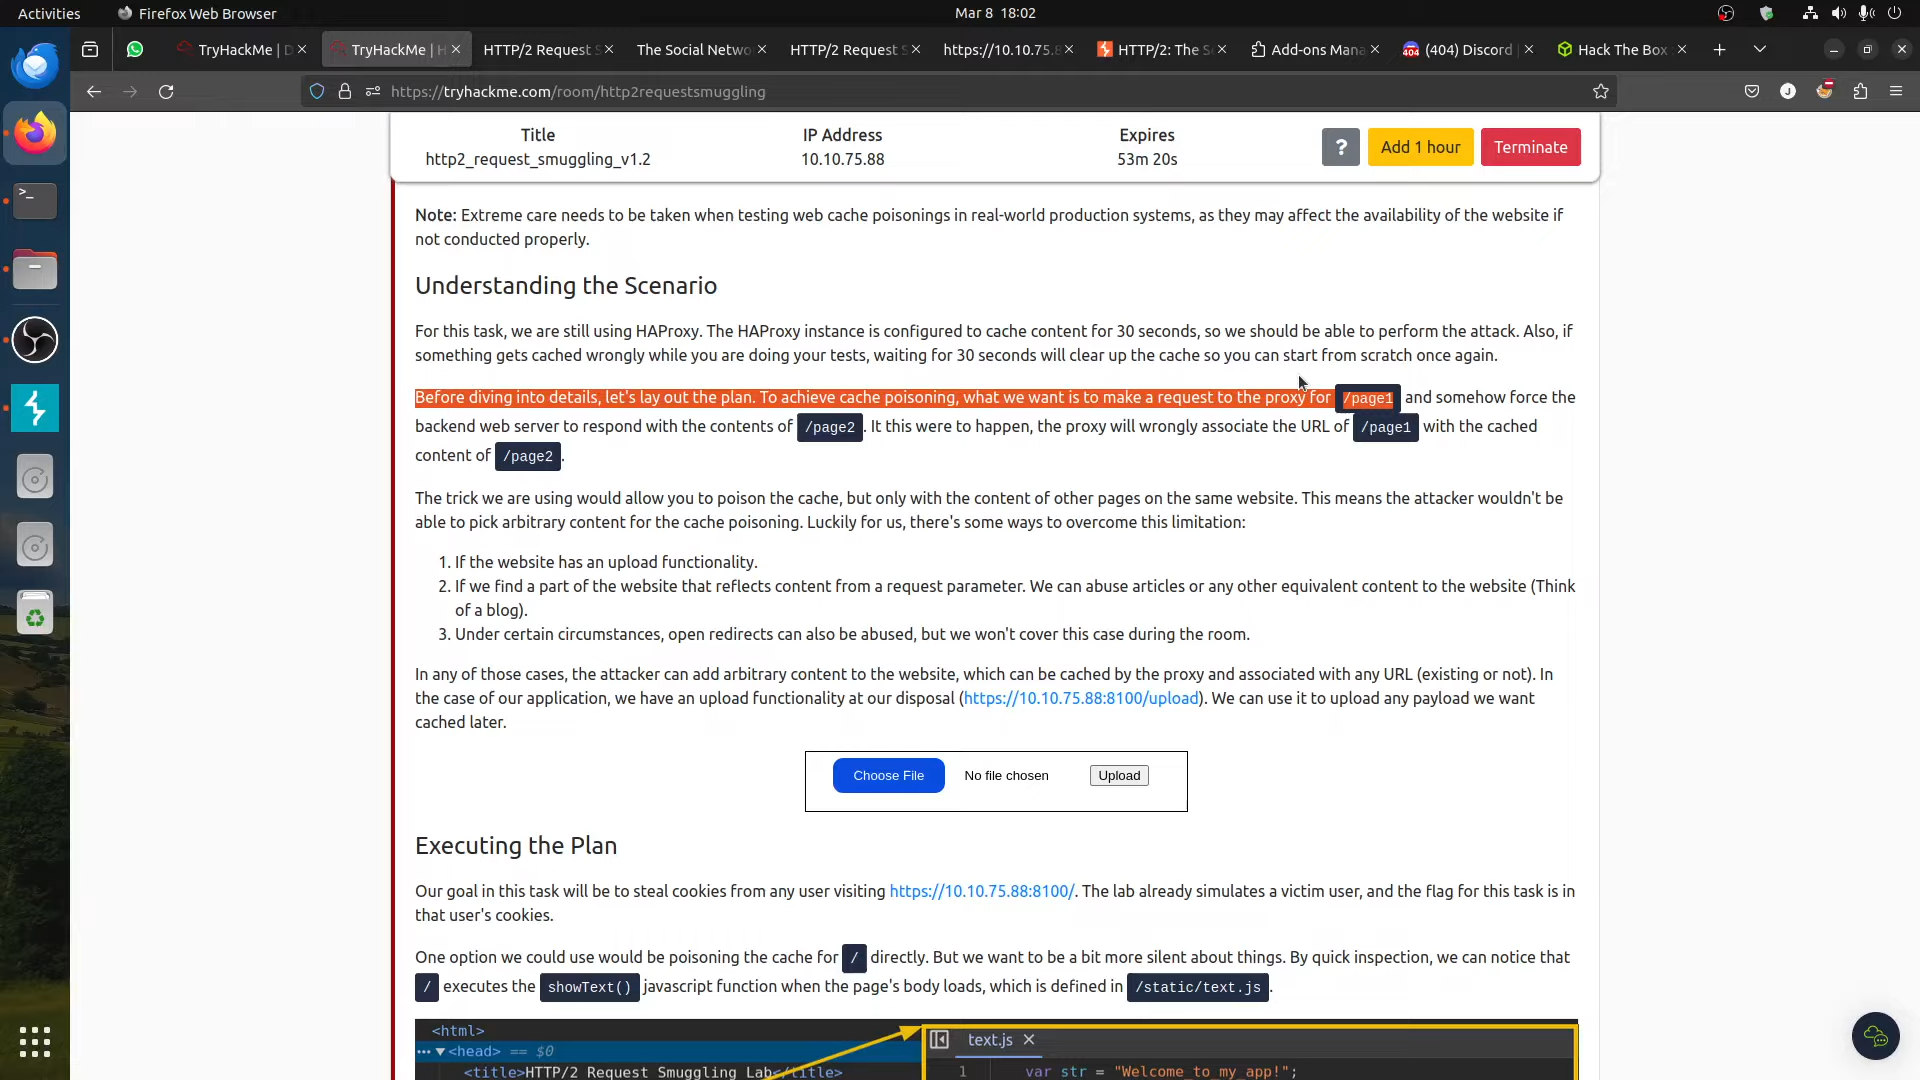 Activities
Firefox Web Browser
Mar 8 18:02
TryHackMe | D
TryHackMe | H
HTTP/2 Request S
The Social Netwo
HTTP/2 Request S
https://10.10.75.8
HTTP/2: The S
Add-ons Mana
(404) Discord |
Hack The Box
https://tryhackme.com/room/http2requestsmuggling
Title
IP Address
Expires
http2_request_smuggling_v1.2
10.10.75.88
53m 20s
?
Add 1 hour
Terminate
Note: Extreme care needs to be taken when testing web cache poisonings in real-world production systems, as they may affect the availability of the website if
not conducted properly.
Understanding the Scenario
For this task, we are still using HAProxy. The HAProxy instance is configured to cache content for 30 seconds, so we should be able to perform the attack. Also, if
something gets cached wrongly while you are doing your tests, waiting for 30 seconds will clear up the cache so you can start from scratch once again.
Before diving into details, let's lay out the plan. To achieve cache poisoning, what we want is to make a request to the proxy for /page1 and somehow force the
backend web server to respond with the contents of /page2. It this were to happen, the proxy will wrongly associate the URL of /page1 with the cached
content of /page2.
The trick we are using would allow you to poison the cache, but only with the content of other pages on the same website. This means the attacker wouldn't be
able to pick arbitrary content for the cache poisoning. Luckily for us, there's some ways to overcome this limitation:
1. If the website has an upload functionality.
2. If we find a part of the website that reflects content from a request parameter. We can abuse articles or any other equivalent content to the website (Think
of a blog).
3. Under certain circumstances, open redirects can also be abused, but we won't cover this case during the room.
In any of those cases, the attacker can add arbitrary content to the website, which can be cached by the proxy and associated with any URL (existing or not). In
the case of our application, we have an upload functionality at our disposal (https://10.10.75.88:8100/upload). We can use it to upload any payload we want
cached later.
Choose File
No file chosen
Upload
Executing the Plan
Our goal in this task will be to steal cookies from any user visiting https://10.10.75.88:8100/. The lab already simulates a victim user, and the flag for this task is in
that user's cookies.
One option we could use would be poisoning the cache for / directly. But we want to be a bit more silent about things. By quick inspection, we can notice that
/ executes the showText() javascript function when the page's body loads, which is defined in /static/text.js.
<html>
<head> == $0
<title>HTTP/2 Request Smuggling Lab</title>
text.js
1 var str = "Welcome_to_my_app!";